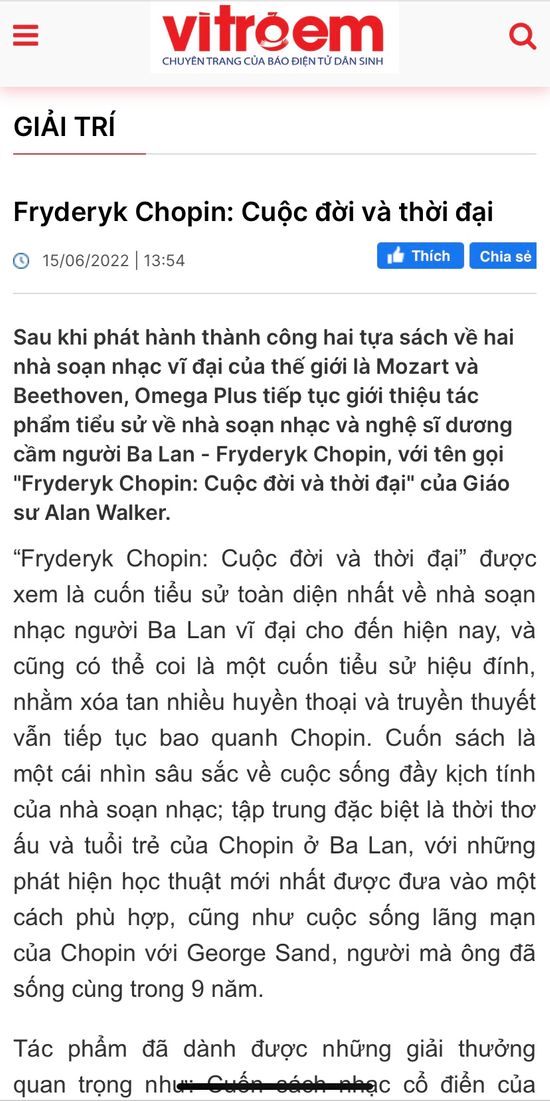 vìtrẻem
CHUYÊN TRANG CỦA BÁO ĐIỆN TỬ DÂN SINH
GIẢI TRÍ
Fryderyk Chopin: Cuộc đời và thời đại
15/06/2022 | 13:54
Thích
Chia sẻ
Sau khi phát hành thành công hai tựa sách về hai
nhà soạn nhạc vĩ đại của thế giới là Mozart và
Beethoven, Omega Plus tiếp tục giới thiệu tác
phẩm tiểu sử về nhà soạn nhạc và nghệ sĩ dương
cầm người Ba Lan - Fryderyk Chopin, với tên gọi
"Fryderyk Chopin: Cuộc đời và thời đại" của Giáo
sư Alan Walker.
“Fryderyk Chopin: Cuộc đời và thời đại” được
xem là cuốn tiểu sử toàn diện nhất về nhà soạn
nhạc người Ba Lan vĩ đại cho đến hiện nay, và
cũng có thể coi là một cuốn tiểu sử hiệu đính,
nhằm xóa tan nhiều huyền thoại và truyền thuyết
vẫn tiếp tục bao quanh Chopin. Cuốn sách là
một cái nhìn sâu sắc về cuộc sống đầy kịch tính
của nhà soạn nhạc; tập trung đặc biệt là thời thơ
ấu và tuổi trẻ của Chopin ở Ba Lan, với những
phát hiện học thuật mới nhất được đưa vào một
cách phù hợp, cũng như cuộc sống lãng mạn
của Chopin với George Sand, người mà ông đã
sống cùng trong 9 năm.
Tác phẩm đã dành được những giải thưởng
quan trọng như: Cuốn sách nhạc cổ điển của